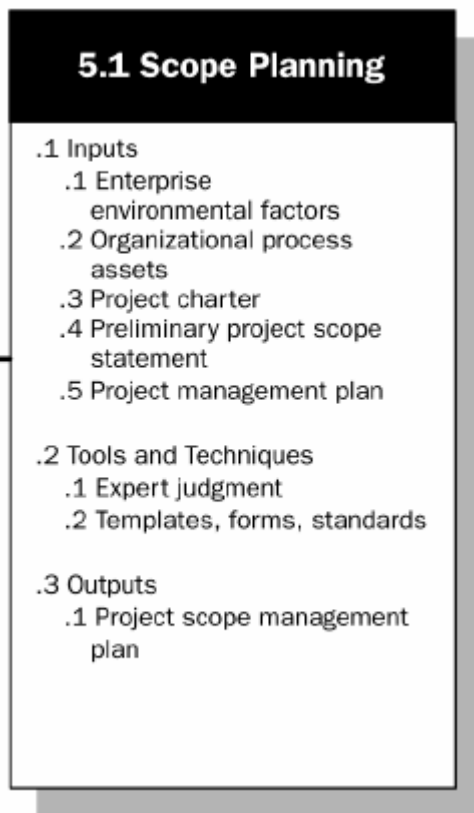 5.1 Scope Planning
.1 Inputs
.1 Enterprise
environmental factors
.2 Organizational process
assets
.3 Project charter
.4 Preliminary project scope
statement
.5 Project management plan
.2 Tools and Techniques
.1 Expert judgment
.2 Templates, forms, standards
.3 Outputs
.1 Project scope management
plan